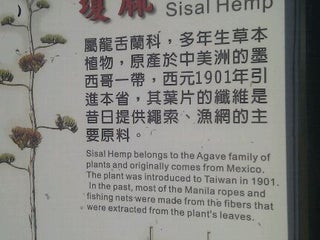 瓊麻 Sisal Hemp
屬龍舌蘭科，多年生草本
植物，原產於中美洲的墨
西哥一帶，西元1901年引
進本省，其葉片的纖維是
昔日提供繩索、漁網的主
要原料。
Sisal Hemp belongs to the Agave family of
plants and originally comes from Mexico.
The plant was introduced to Taiwan in 1901.
In the past, most of the Manila ropes and
fishing nets were made from the fibers that
were extracted from the plant's leaves.